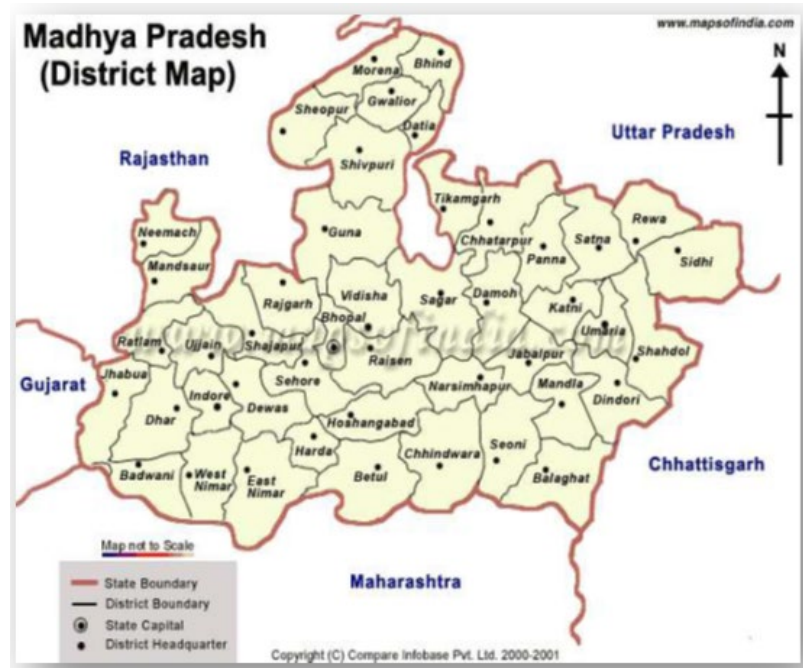 www.mapsofindia.com
Madhya Pradesh
(District Map)
N
Bhind
Morena
Gwalior
Sheopur
Datia
Uttar Pradesh
Rajasthan
Shivpuri
Tikamgarh
Rewa
Neemach
Guna
Chhatarpur
Satna
Panna
Sidhi
Mandsaur
Rajgarh
Vidisha
Sagar
Damoh
Katni
Bhopal
Umaria
Ratlam
Ujjain
Shajapur
Raisen
Jabalpur
Shahdol
www.mapsofindia.com
Jhabua
Gujarat
Sehore
Narsimhapur
Mandla
Indore
Dewas
Dindori
Dhar
Hoshangabad
Harda
Chhindwara
Seoni
Chhattisgarh
Badwani
West
Nimar
East
Nimar
Betul
Balaghat
Map not to Scale
Maharashtra
State Boundary
District Boundary
State Capital
District Headquarter
Copyright (C) Compare Infobase Pvt. Ltd. 2000-2001